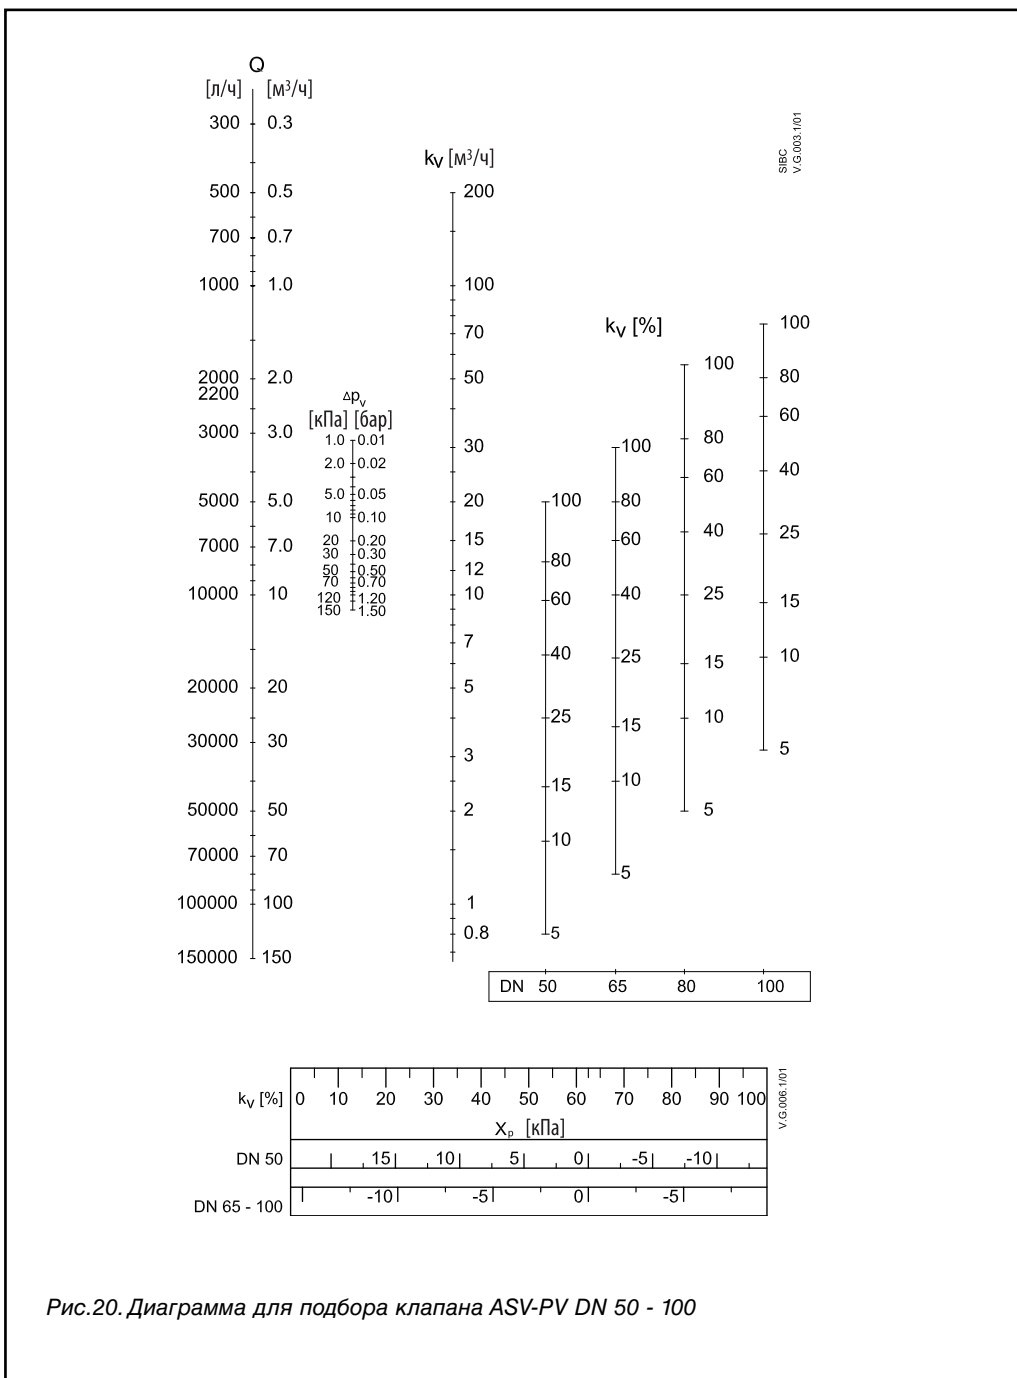 Q
[л/ч] [м³/ч]
300 0.3
SIBC
V.G.003.1/01
kv [м³/ч]
500 0.5 200
700 0.7
1000 1.0 100
kv [%] 100
70
100
2000 2.0 50 80
2200
Δpv
[кПа] [бар] 60
3000 3.0 80
1.0 0.01 30 100
2.0 0.02 40
60
5.0 0.05
5000 5.0 20 100 80
10 0.10
40 25
20 0.20 15 60
7000 7.0
30 0.30
50 0.50 12 80
70 0.70
10000 10 10 40 25
120 1.20 60 15
150 1.50
7
40 25 15 10
20000 20 5
25 15 10
30000 30 3 5
15 10
50000 50 2 5
10
70000 70
5
100000 100 1
0.8 5
150000 150
DN 50 65 80 100
kv [%] 0 10 20 30 40 50 60 70 80 90 100
V.G.006.1/01
Xp [кПа]
DN 50 15 10 5 0 -5 -10
DN 65 - 100 -10 -5 0 -5
Рис.20. Диаграмма для подбора клапана ASV-PV DN 50 - 100